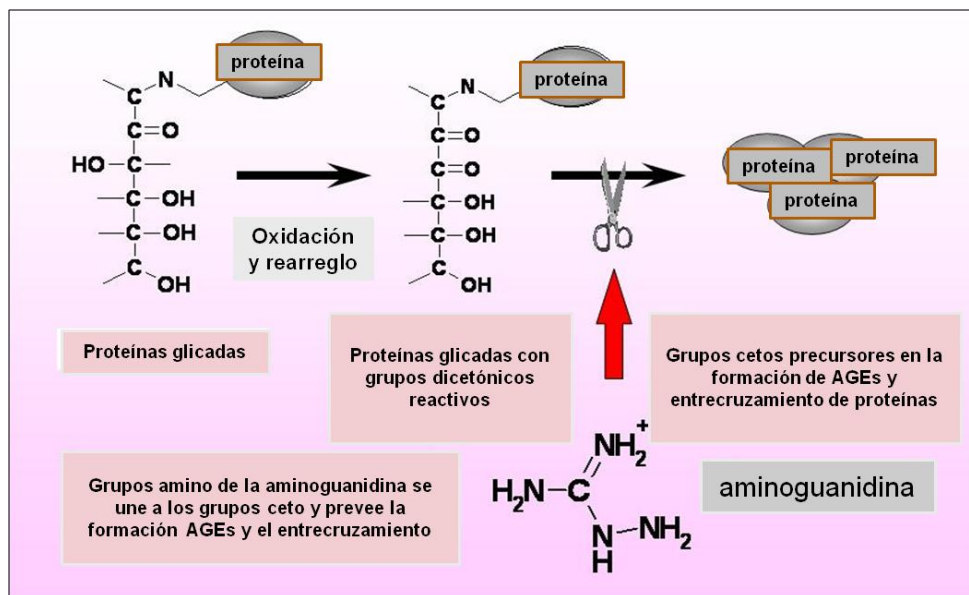 proteína
proteína
N
C
C=O
HO
C
C
OH
C
OH
C
OH
N
C
C=O
C=O
C
OH
C
OH
C
OH
proteína
proteína
proteína
Oxidación
y rearreglo
Proteínas glicadas
Proteínas glicadas con
grupos dicetónicos
reactivos
Grupos cetos precursores en la
formación de AGEs y
entrecruzamiento de proteínas
Grupos amino de la aminoguanidina se
une a los grupos ceto y prevee la
formación AGEs y el entrecruzamiento
NH2+
H2N-C
N-NH2
H
aminoguanidina